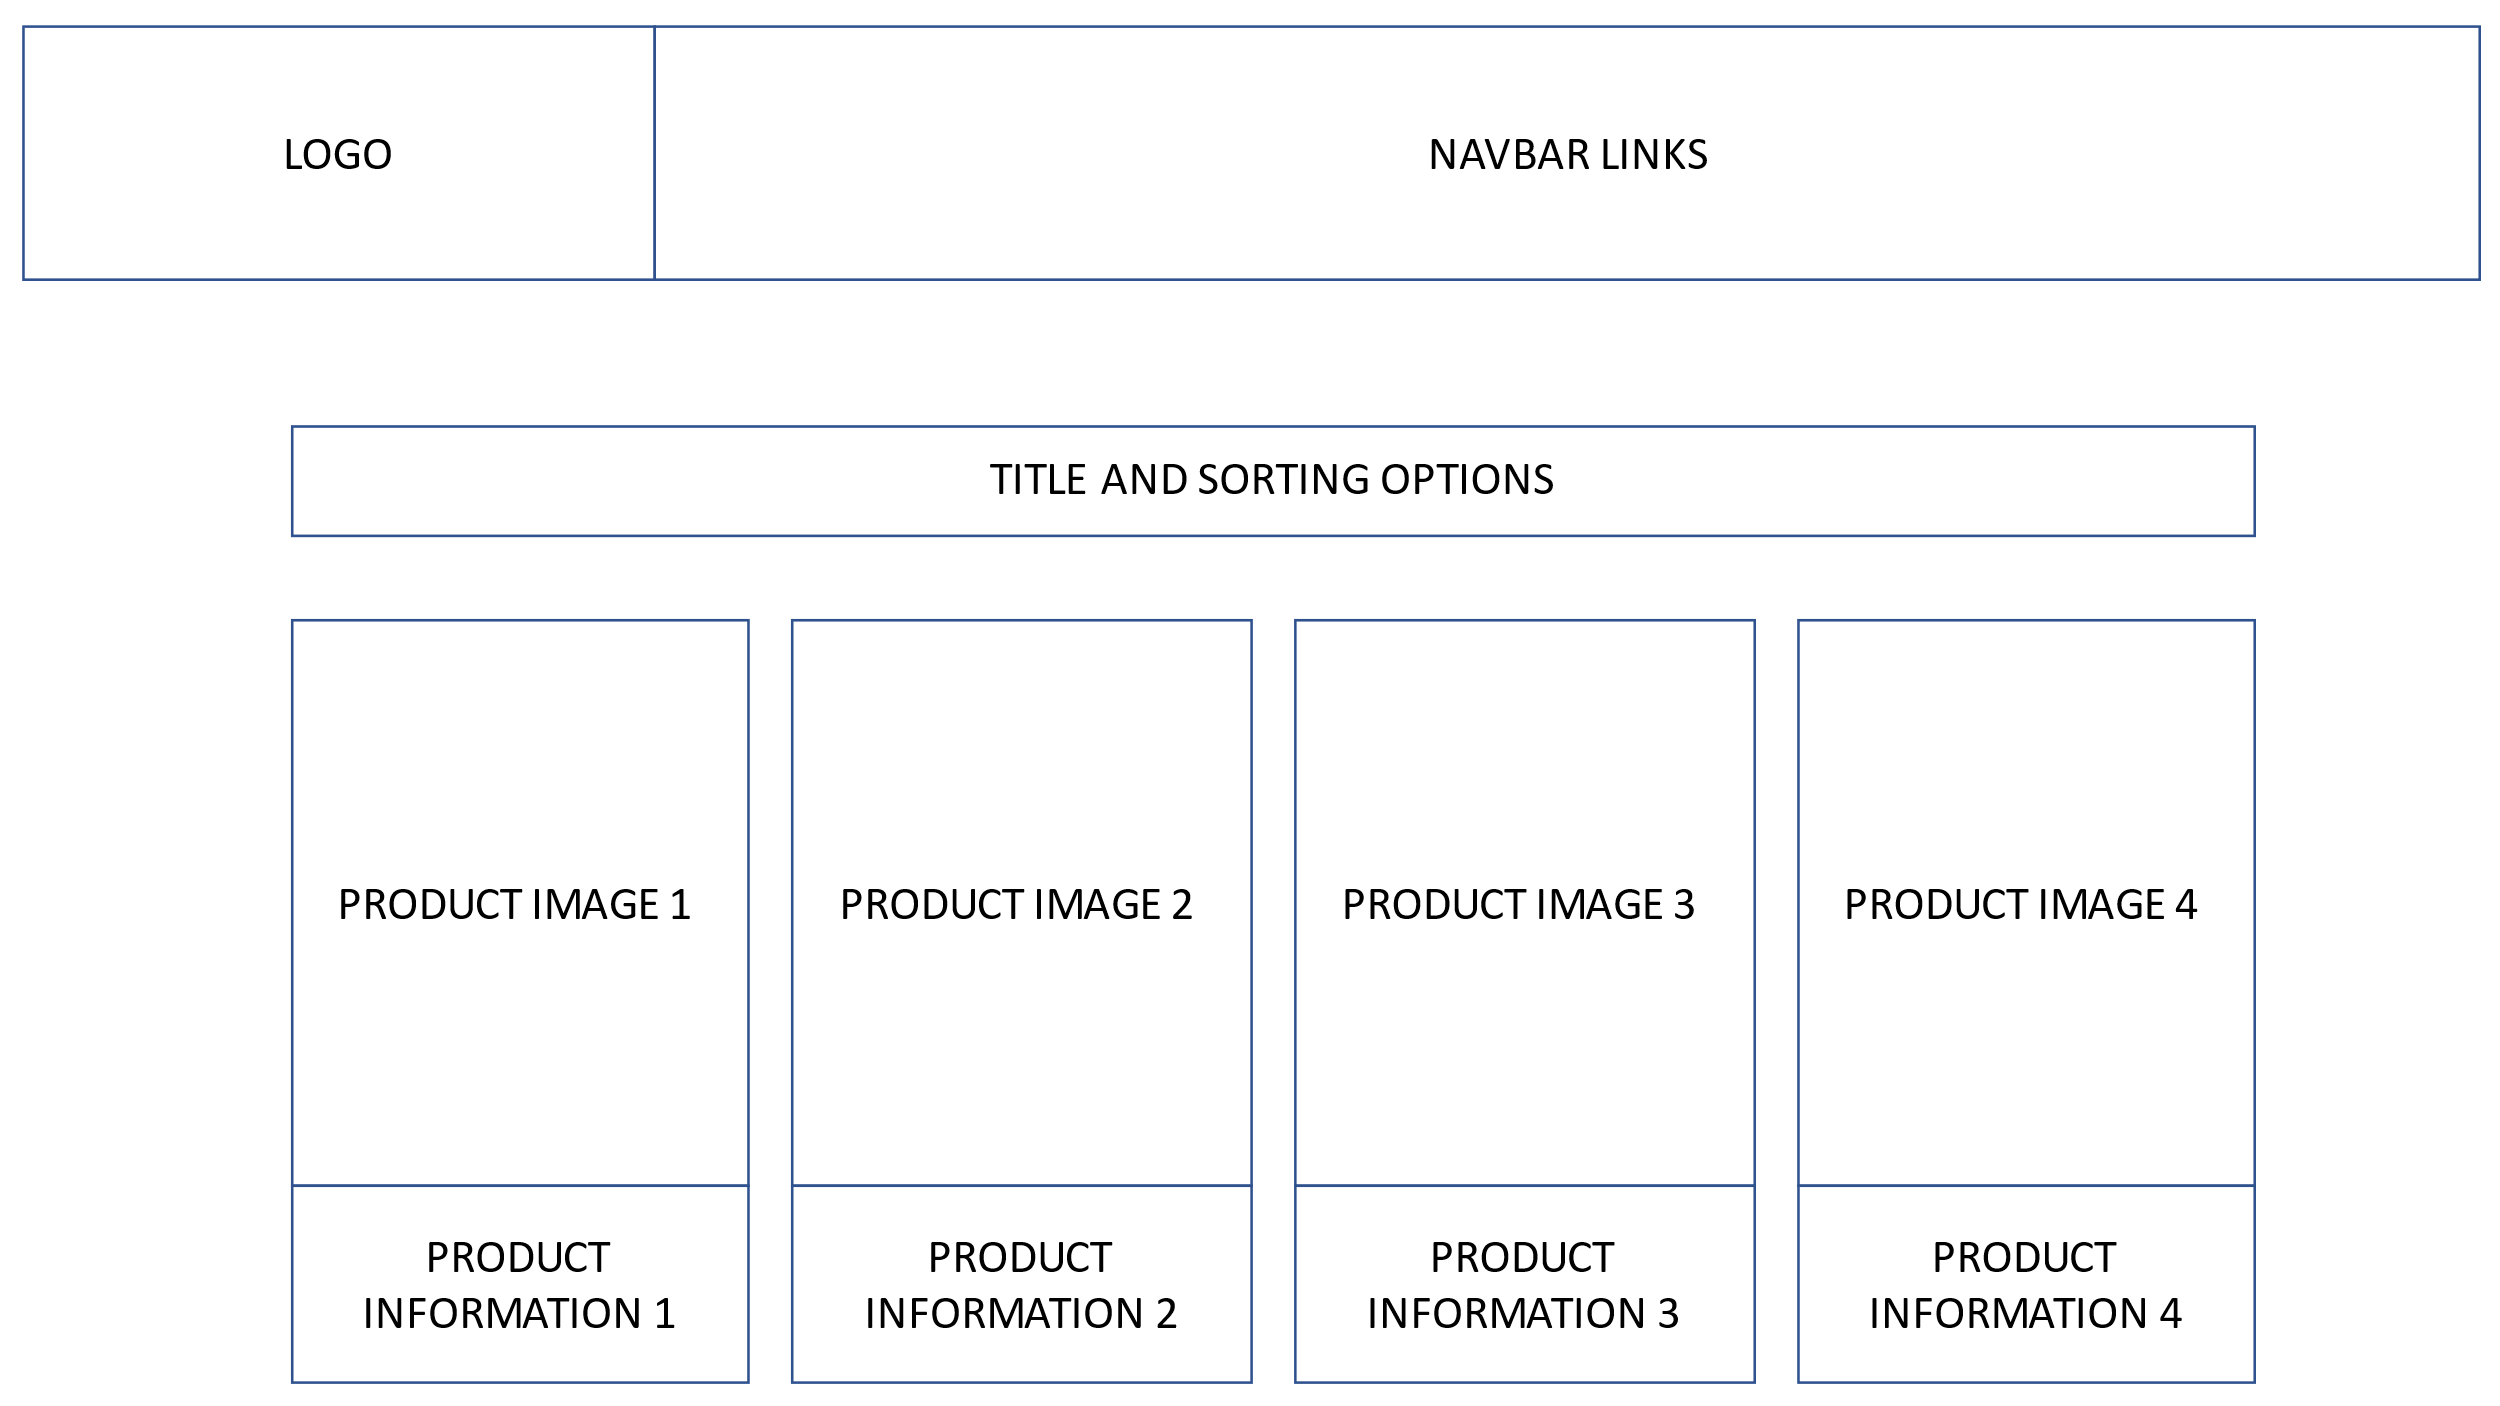 LOGO
NAVBAR LINKS
TITLE AND SORTING OPTIONS
PRODUCT IMAGE 1
PRODUCT IMAGE 2
PRODUCT IMAGE 3
PRODUCT IMAGE 4
PRODUCT
INFORMATION 1
PRODUCT
INFORMATION 2
PRODUCT
INFORMATION 3
PRODUCT
INFORMATION 4